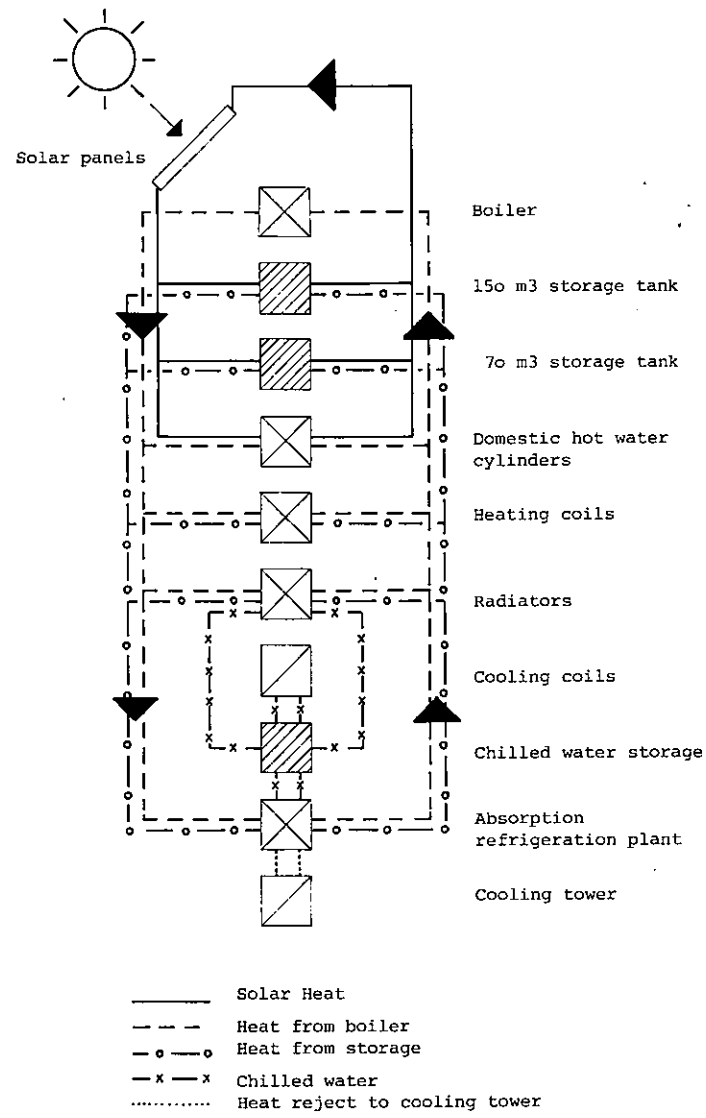 Solar panels
Boiler
15o m3 storage tank
7o m3 storage tank
Domestic hot water
cylinders
Heating coils
Radiators
Cooling coils
Chilled water storage
Absorption
refrigeration plant
Cooling tower
Solar Heat
Heat from boiler
Heat from storage
Chilled water
Heat reject to cooling tower